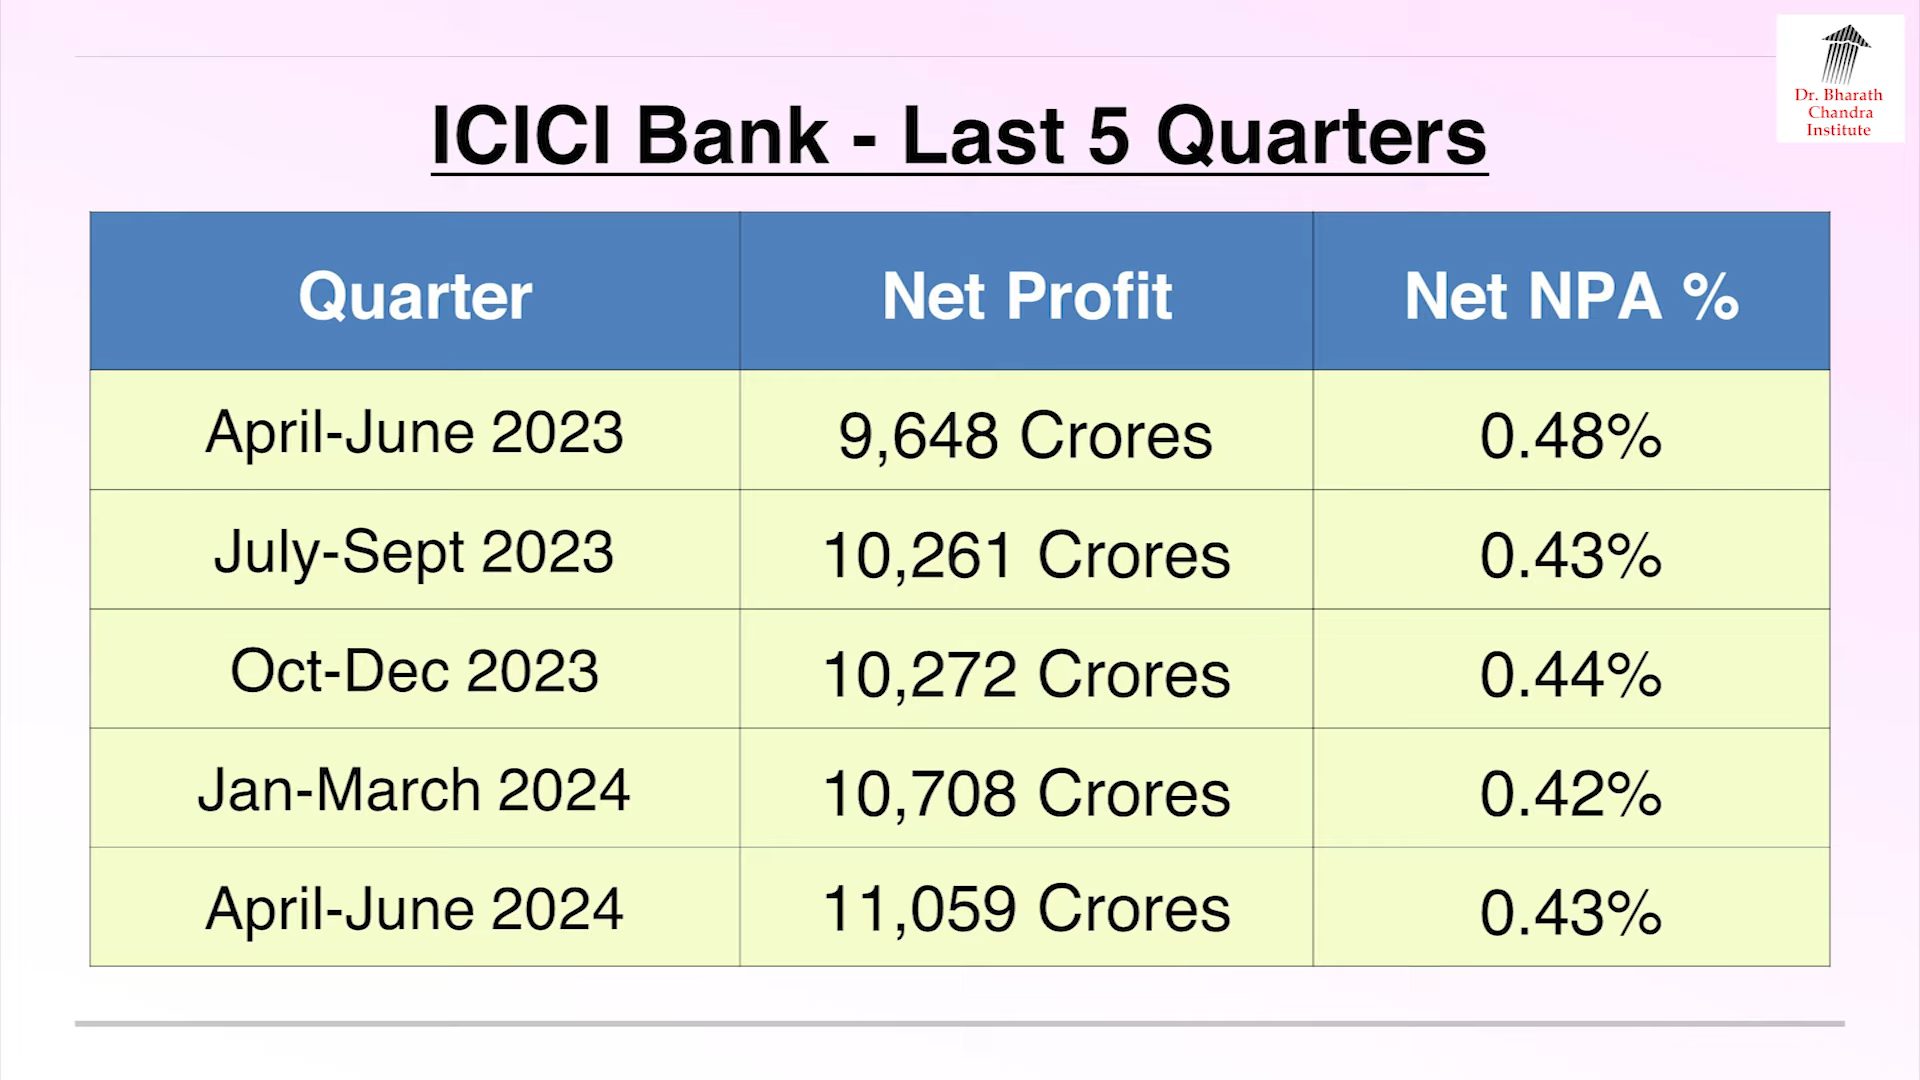 Dr. Bharath
Chandra
Institute
ICICI Bank - Last 5 Quarters
Quarter Net Profit Net NPA %
April-June 2023 9,648 Crores 0.48%
July-Sept 2023 10,261 Crores 0.43%
Oct-Dec 2023 10,272 Crores 0.44%
Jan-March 2024 10,708 Crores 0.42%
April-June 2024 11,059 Crores 0.43%